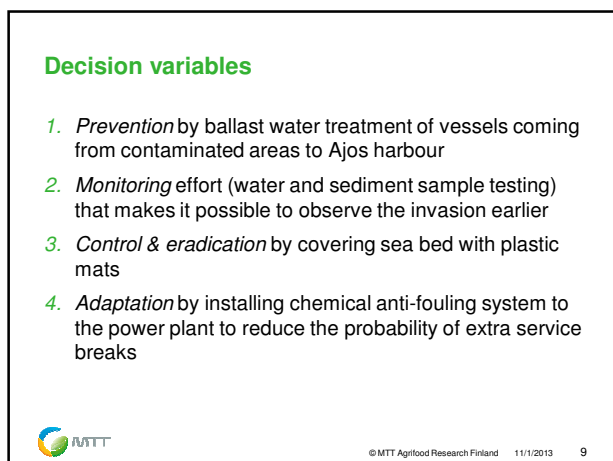 Decision variables
1. Prevention by ballast water treatment of vessels coming
from contaminated areas to Ajos harbour
2. Monitoring effort (water and sediment sample testing)
that makes it possible to observe the invasion earlier
3. Control & eradication by covering sea bed with plastic
mats
4. Adaptation by installing chemical anti-fouling system to
the power plant to reduce the probability of extra service
breaks
MTT
© MTT Agrifood Research Finland 11/1/2013 9